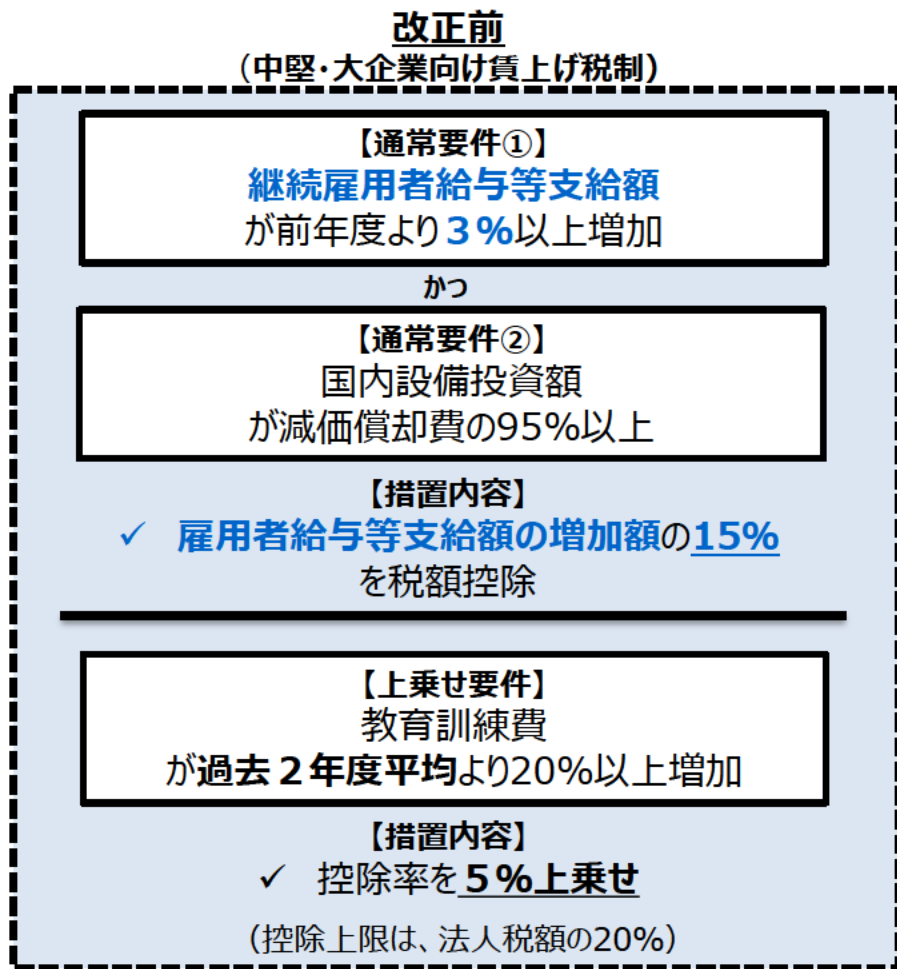 改正前
（中堅・大企業向け賃上げ税制）
【通常要件①】
継続雇用者給与等支給額
が前年度より３％以上増加
かつ
【通常要件②】
国内設備投資額
が減価償却費の95％以上
【措置内容】
✓ 雇用者給与等支給額の増加額の15％
を税額控除
【上乗せ要件】
教育訓練費
が過去２年度平均より20％以上増加
【措置内容】
✓ 控除率を５％上乗せ
（控除上限は、法人税額の20％）